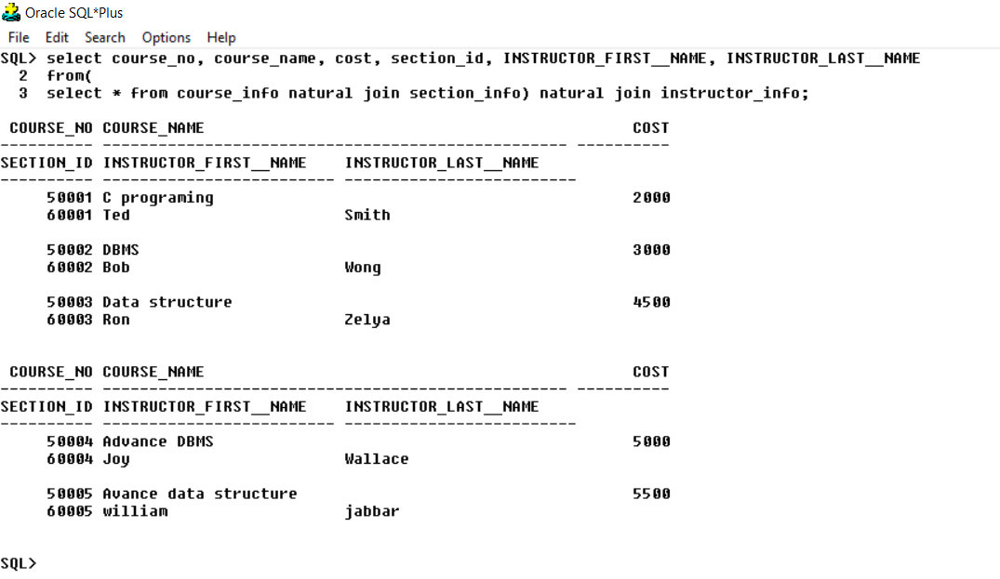 Oracle SQL*Plus
File Edit Search Options Help
SQL> select course_no, course_name, cost, section_id, INSTRUCTOR_FIRST__NAME, INSTRUCTOR_LAST__NAME
2 from(
3 select * from course_info natural join section_info) natural join instructor_info;
COURSE_NO COURSE_NAME COST
---------- -------------------------------------------------- ----------
SECTION_ID INSTRUCTOR_FIRST__NAME INSTRUCTOR_LAST__NAME
---------- ------------------------- -------------------------
50001 C programing 2000
60001 Ted Smith
50002 DBMS 3000
60002 Bob Wong
50003 Data structure 4500
60003 Ron Zelya
COURSE_NO COURSE_NAME COST
---------- -------------------------------------------------- ----------
SECTION_ID INSTRUCTOR_FIRST__NAME INSTRUCTOR_LAST__NAME
---------- ------------------------- -------------------------
50004 Advance DBMS 5000
60004 Joy Wallace
50005 Avance data structure 5500
60005 william jabbar
SQL>